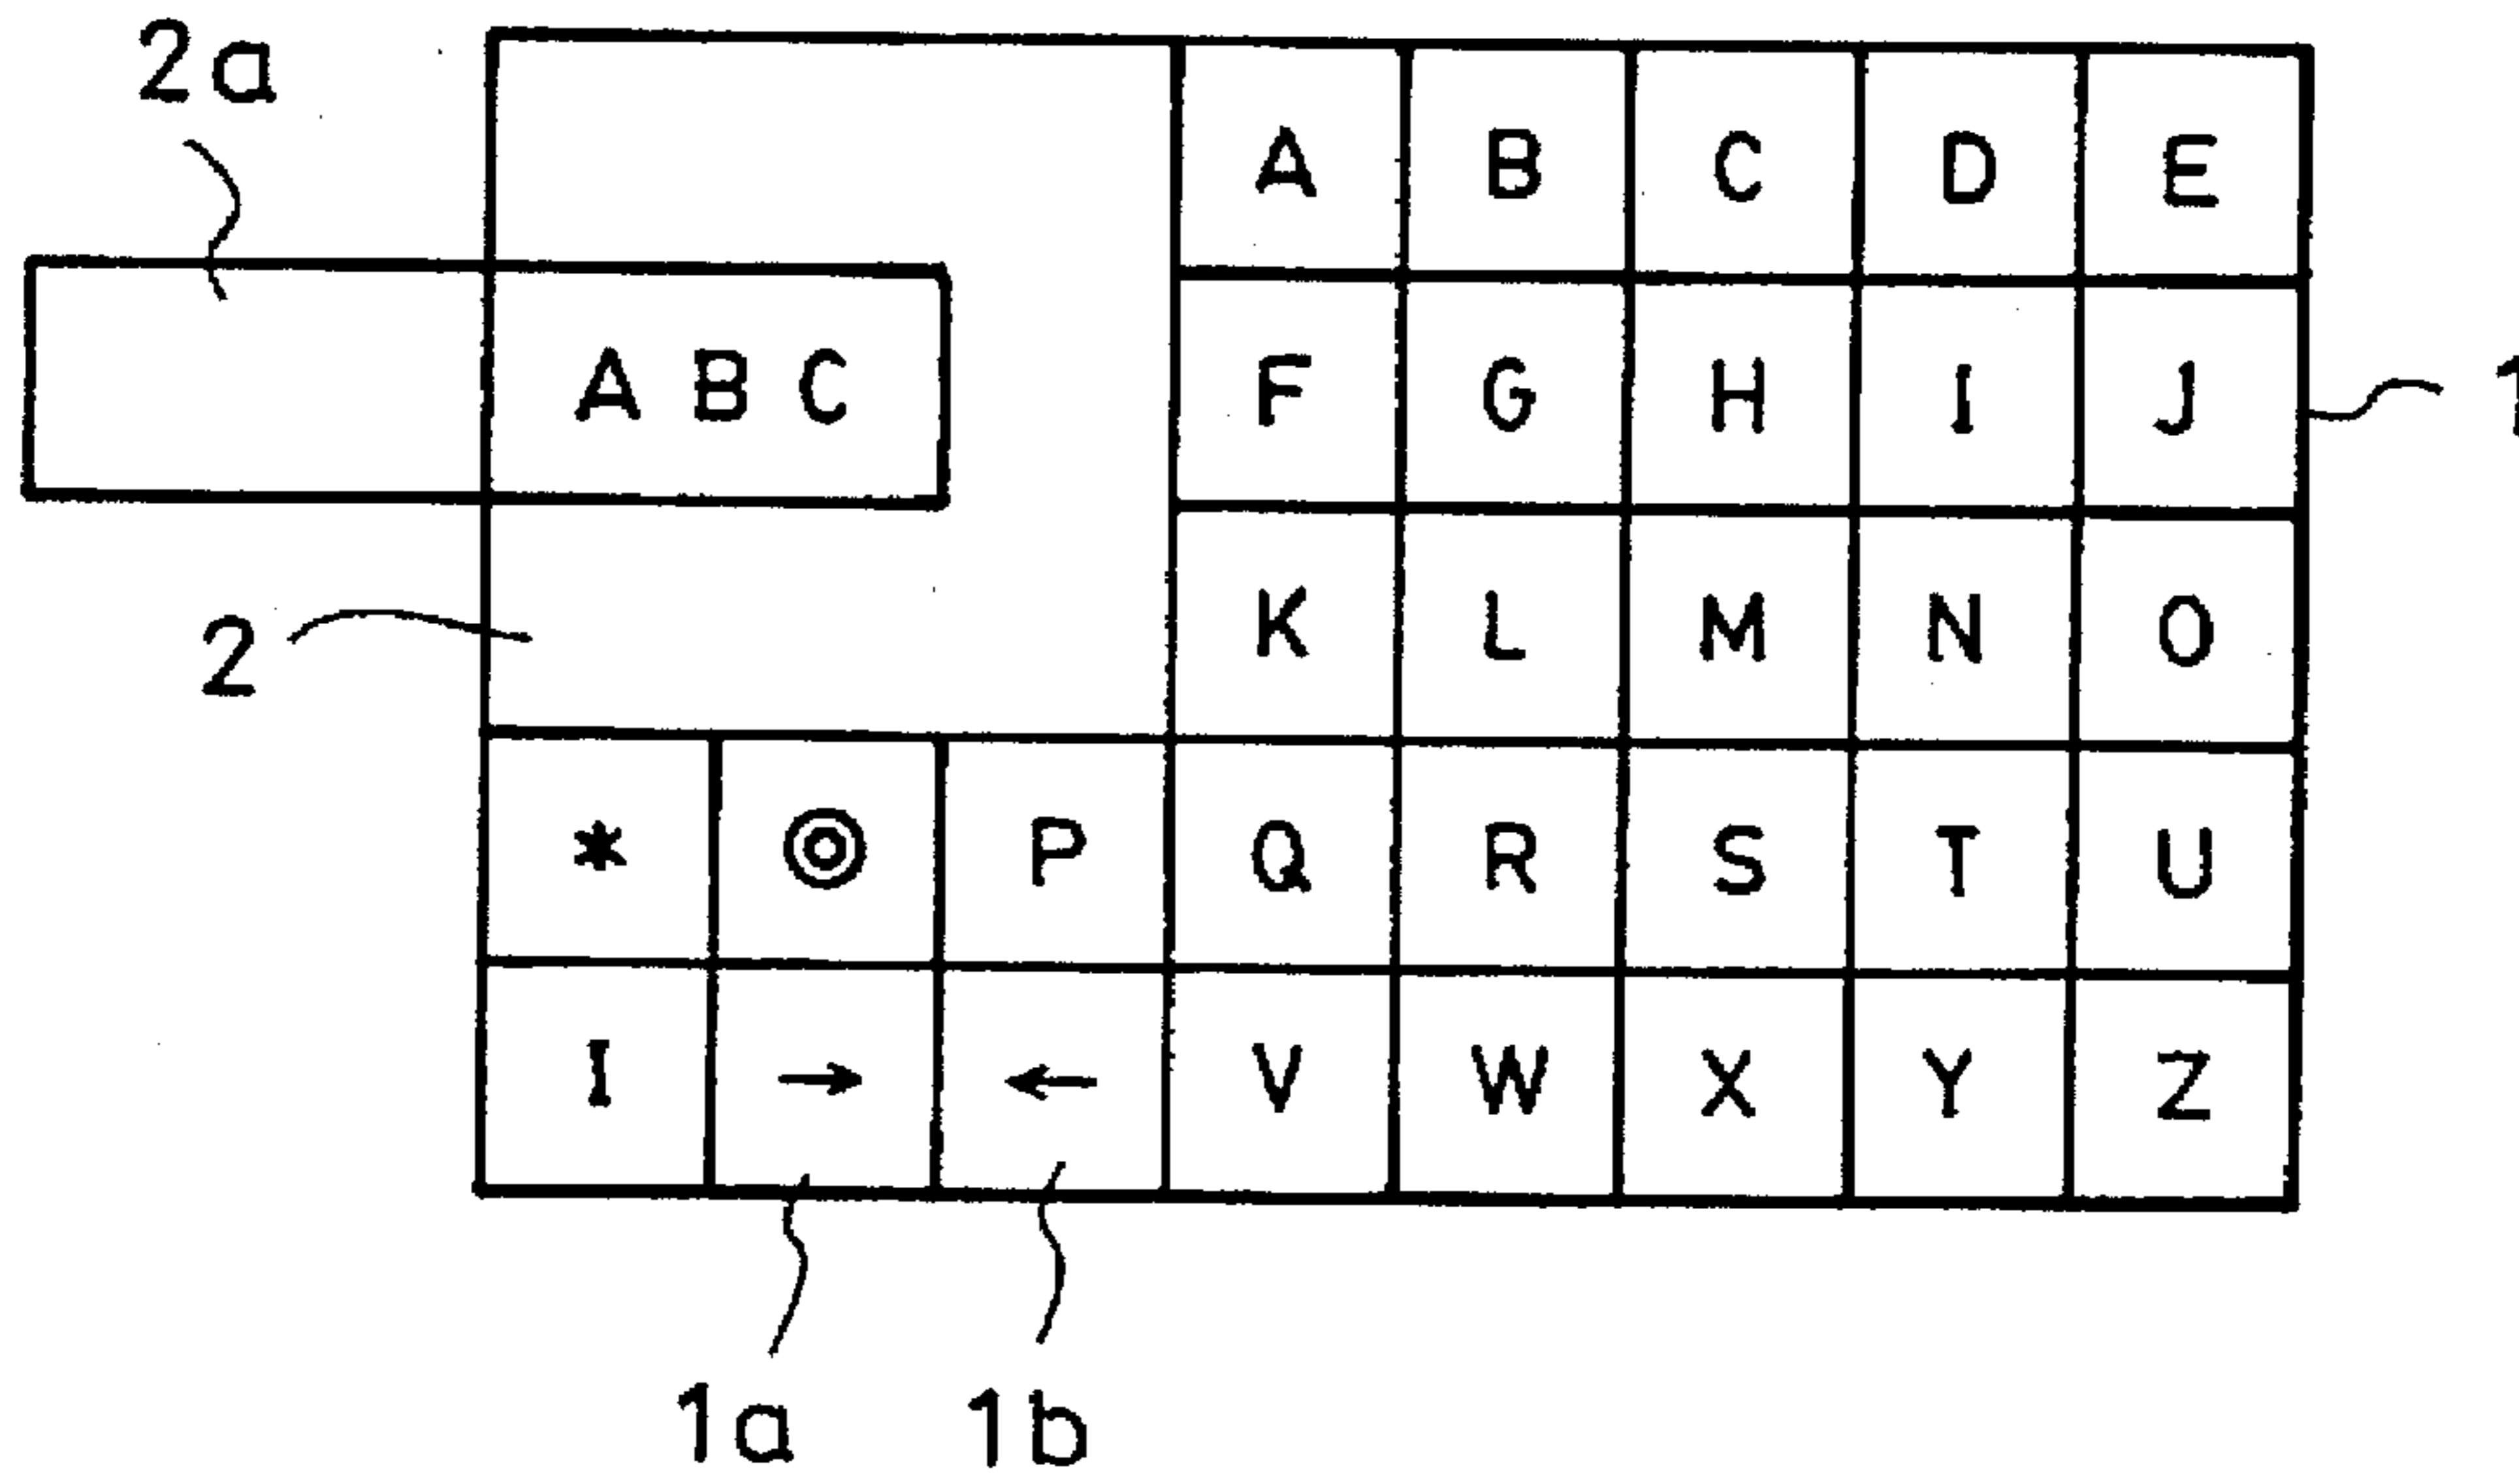 2a
A B C D E
A B C F G H I J 1
2 K L M N O
* ◎ P Q R S T U
I → ← V W X Y Z
1a 1b